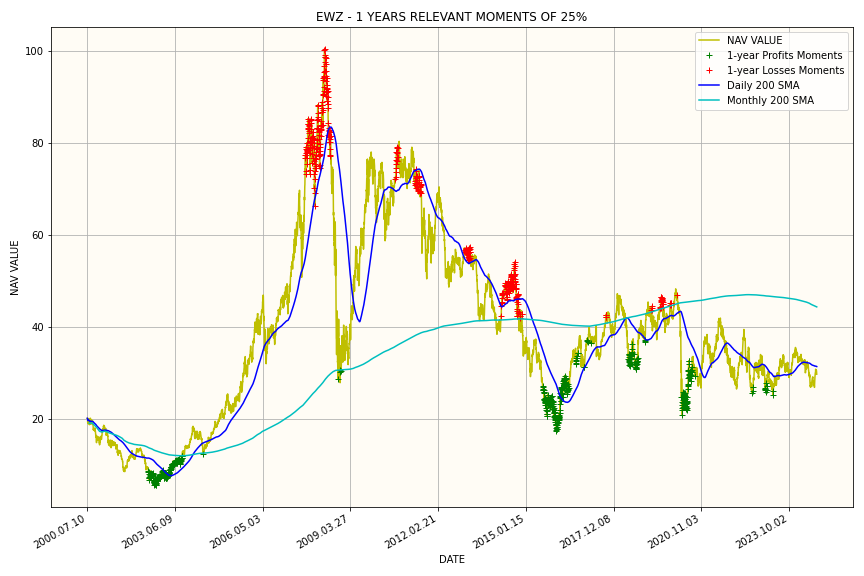 EWZ - 1 YEARS RELEVANT MOMENTS OF 25%
NAV VALUE
1-year Profits Moments
1-year Losses Moments
Daily 200 SMA
Monthly 200 SMA
100
80
60
40
20
NAV VALUE
2000.07.10
2003.06.09
2006.05.03
2009.03.27
2012.02.21
2015.01.15
2017.12.08
2020.11.03
2023.10.02
DATE